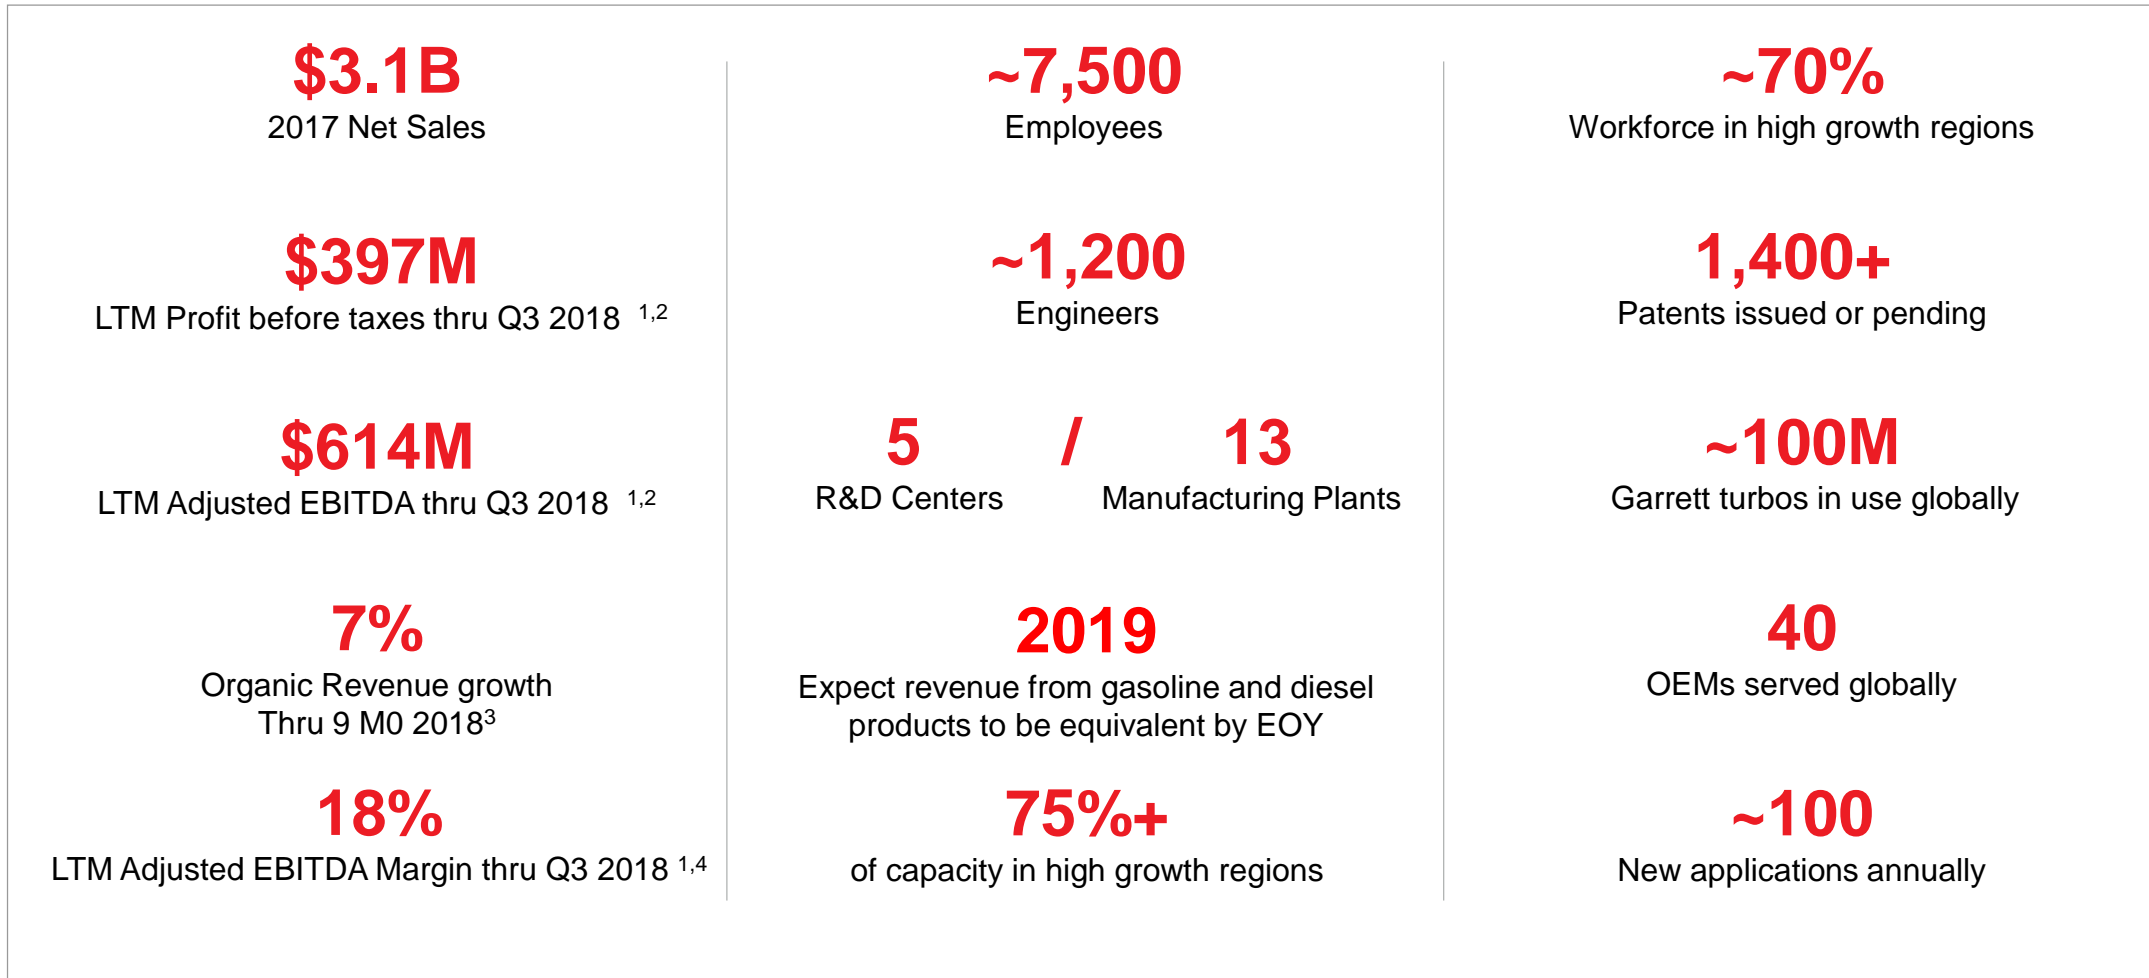 $3.1B
2017 Net Sales
$397M
LTM Profit before taxes thru Q3 2018 1,2
$614M
LTM Adjusted EBITDA thru Q3 2018 1,2
7%
Organic Revenue growth
Thru 9 M0 20183
18%
LTM Adjusted EBITDA Margin thru Q3 2018 1,4
~7,500
Employees
~1,200
Engineers
5 / 13
R&D Centers Manufacturing Plants
2019
Expect revenue from gasoline and diesel
products to be equivalent by EOY
75%+
of capacity in high growth regions
~70%
Workforce in high growth regions
1,400+
Patents issued or pending
~100M
Garrett turbos in use globally
40
OEMs served globally
~100
New applications annually